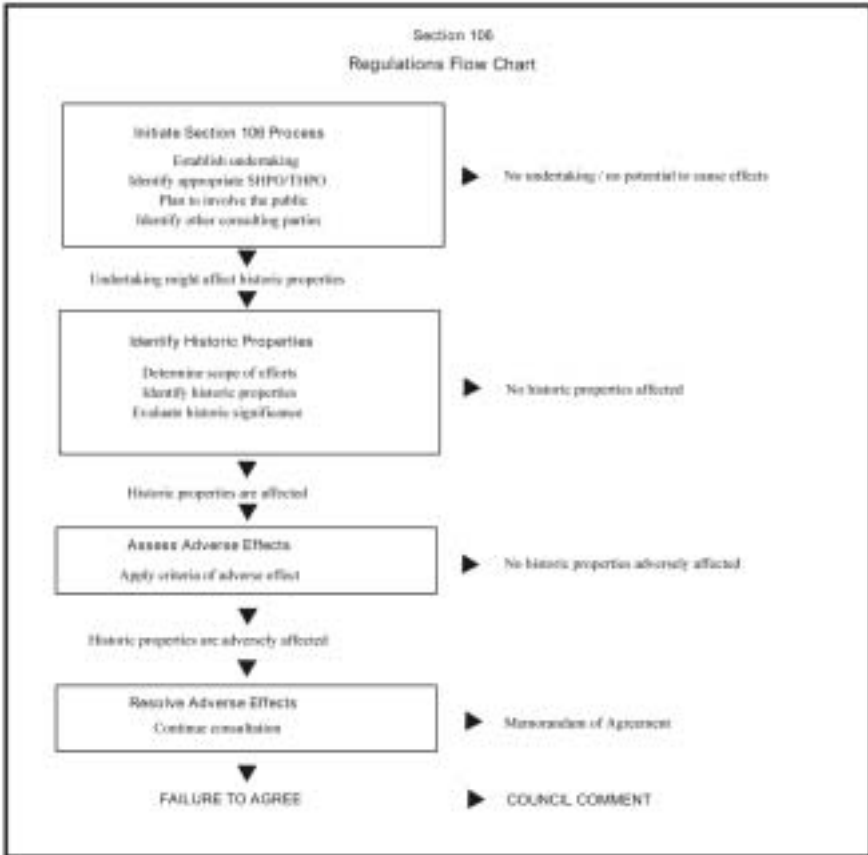 Section 106
Regulations Flow Chart
Initiate Section 106 Process
Establish undertaking
Identify appropriate SHPO/THPO
Plan to involve the public
Identify other consulting parties
No undertaking / no potential to cause effects
Undertaking might affect historic properties
Identify Historic Properties
Determine scope of efforts
Identify historic properties
Evaluate historic significance
No historic properties affected
Historic properties are affected
Assess Adverse Effects
Apply criteria of adverse effect
No historic properties adversely affected
Historic properties are adversely affected
Resolve Adverse Effects
Continue consultation
Memorandum of Agreement
FAILURE TO AGREE
COUNCIL COMMENT